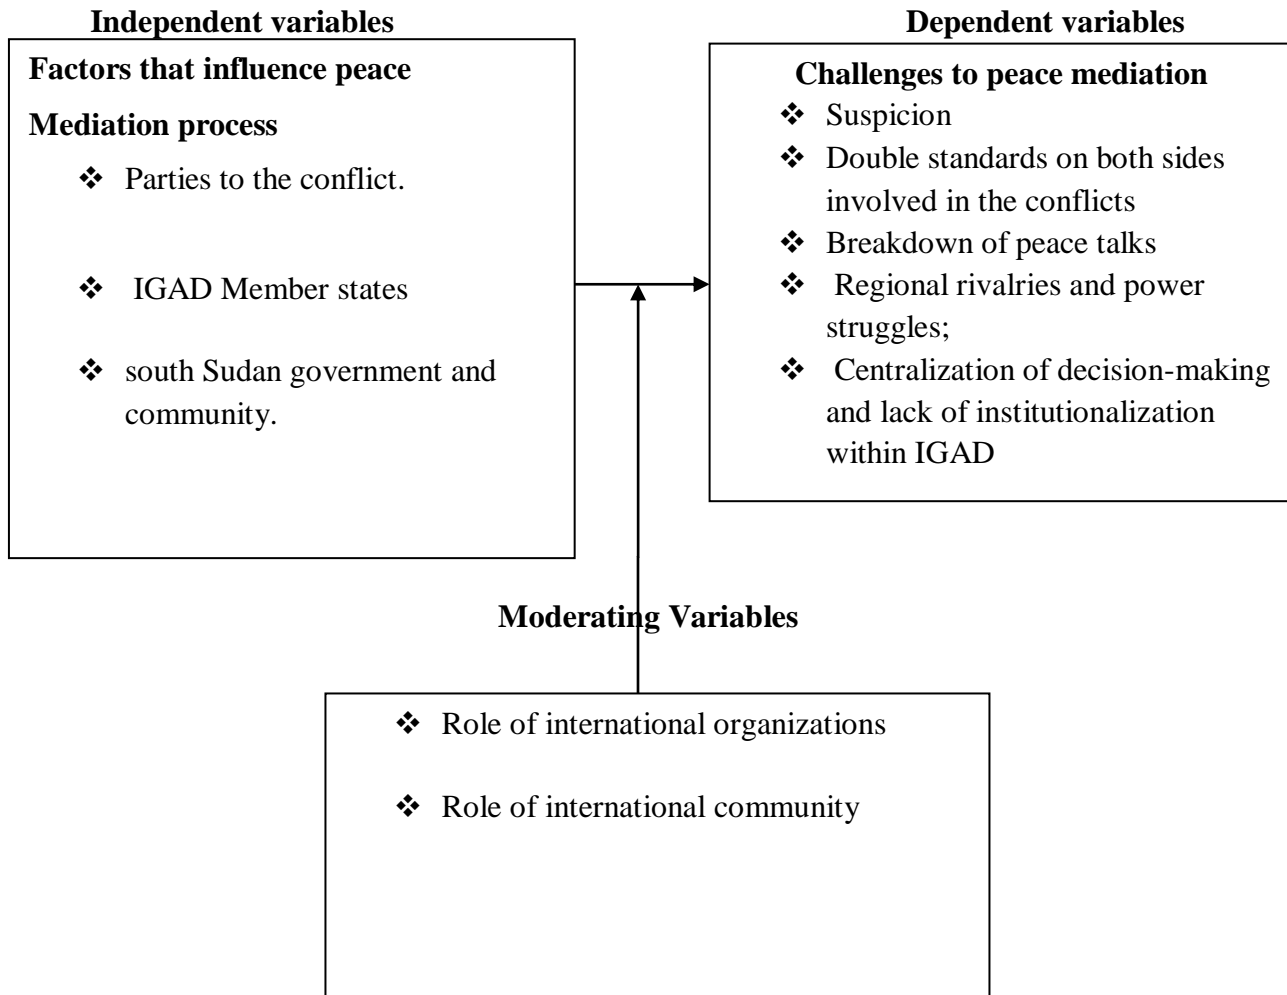 Independent variables
Factors that influence peace
Mediation process
❖ Parties to the conflict.
❖ IGAD Member states
❖ south Sudan government and
community.
Dependent variables
Challenges to peace mediation
❖ Suspicion
❖ Double standards on both sides
involved in the conflicts
❖ Breakdown of peace talks
❖ Regional rivalries and power
struggles;
❖ Centralization of decision-making
and lack of institutionalization
within IGAD
Moderating Variables
❖ Role of international organizations
❖ Role of international community